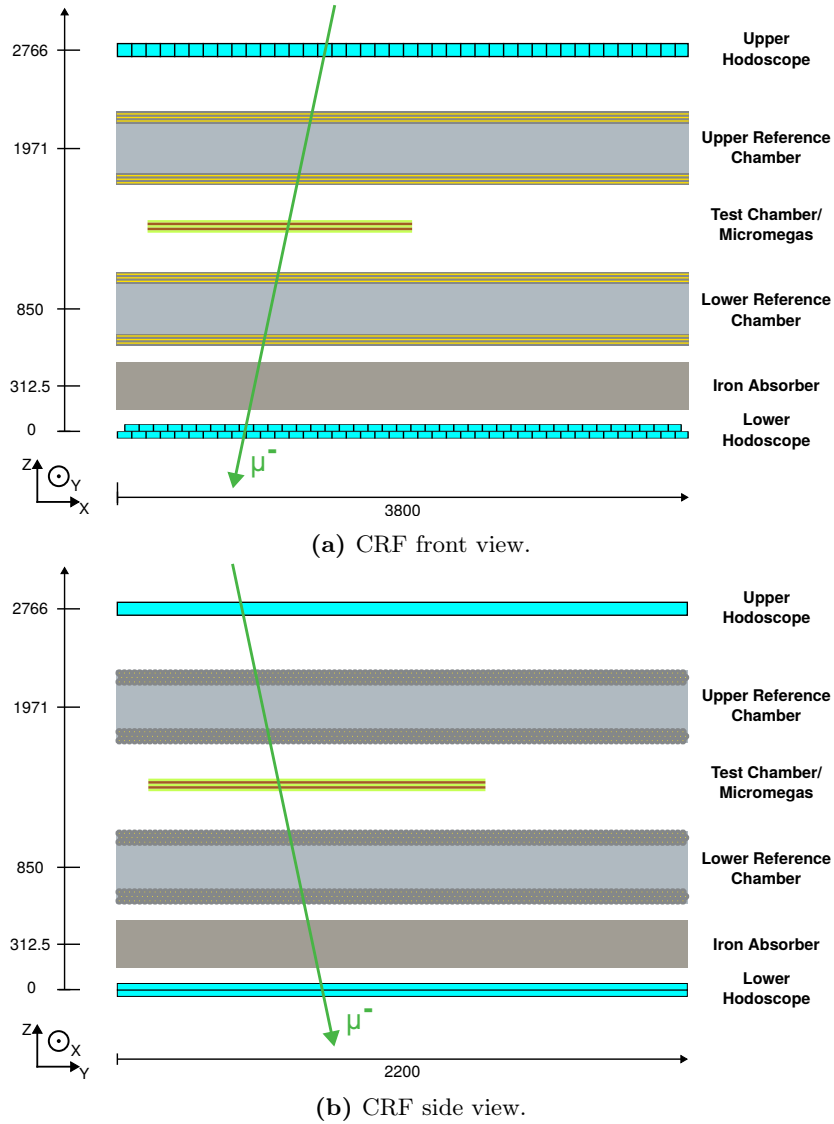 2766
Upper
Hodoscope
1971
Upper Reference
Chamber
Test Chamber/
Micromegas
850
Lower Reference
Chamber
312.5
Iron Absorber
0
Lower
Hodoscope
Z
Y
X
μ-
3800
(a) CRF front view.
2766
Upper
Hodoscope
1971
Upper Reference
Chamber
Test Chamber/
Micromegas
850
Lower Reference
Chamber
312.5
Iron Absorber
0
Lower
Hodoscope
Z
X
Y
μ-
2200
(b) CRF side view.